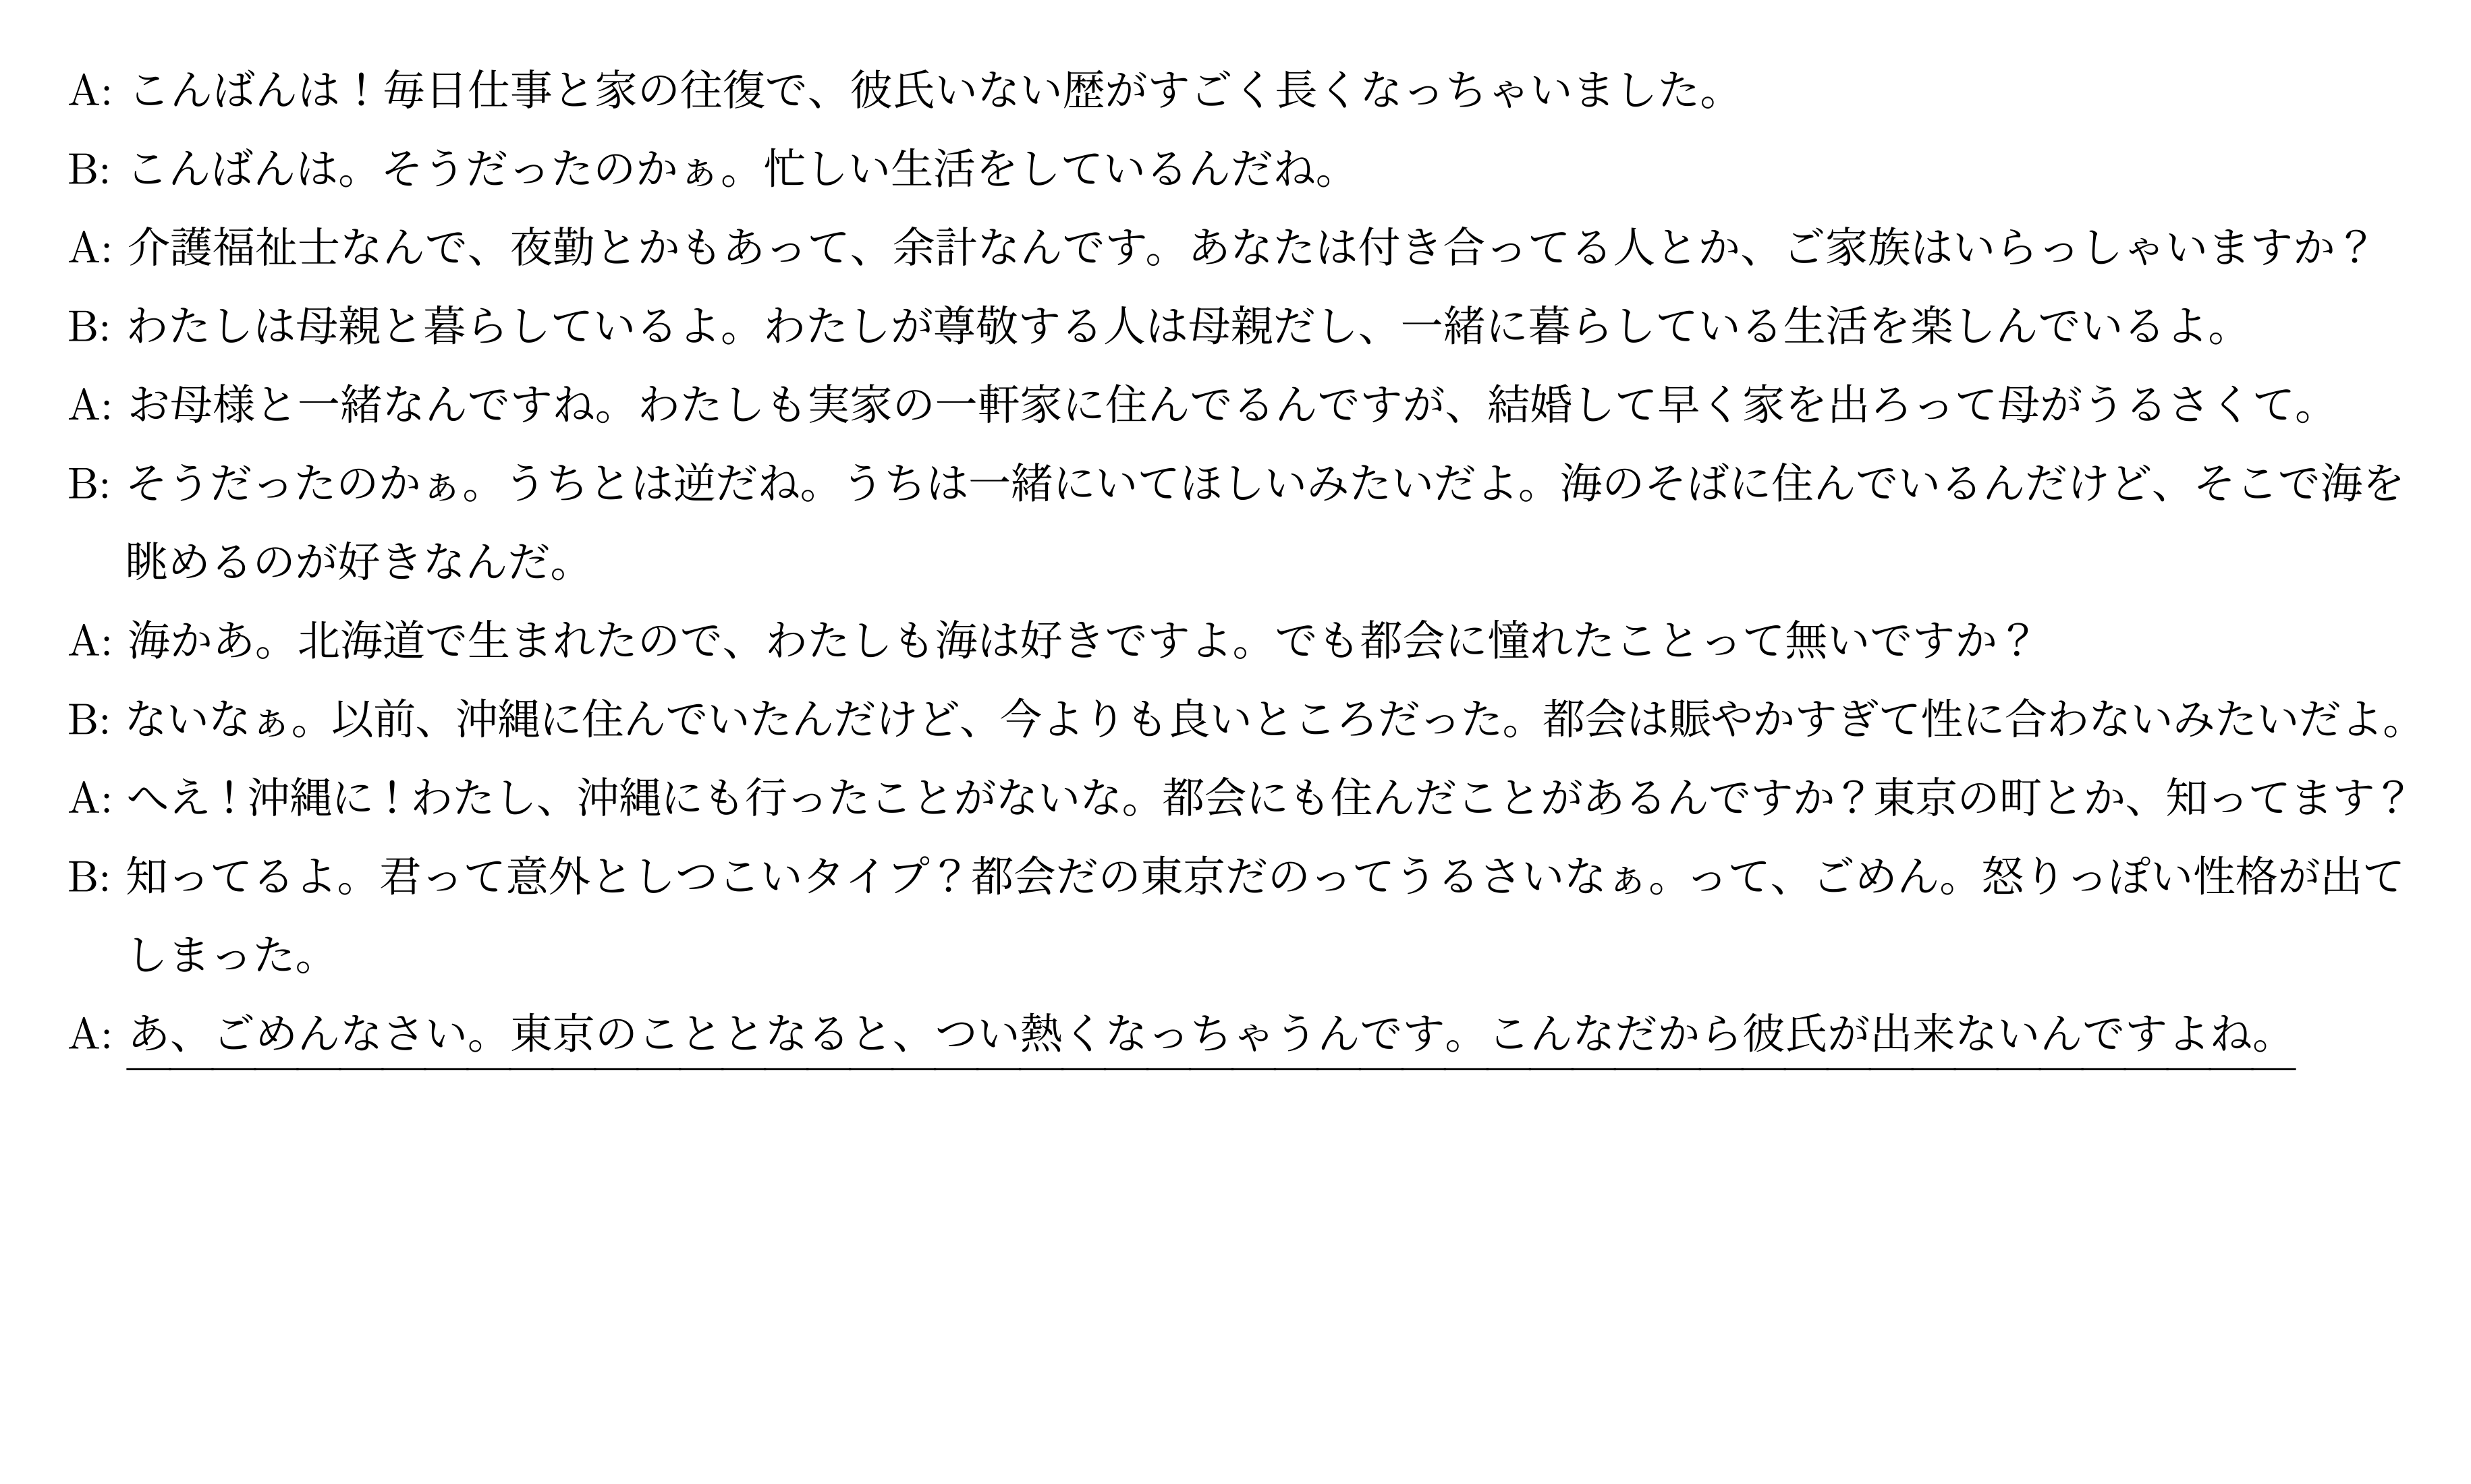 A: こんばんは！毎日仕事と家の往復で、彼氏いない歴がすごく長くなっちゃいました。
B: こんばんは。そうだったのかぁ。忙しい生活をしているんだね。
A: 介護福祉士なんで、夜勤とかもあって、余計なんです。あなたは付き合ってる人とか、ご家族はいらっしゃいますか？
B: わたしは母親と暮らしているよ。わたしが尊敬する人は母親だし、一緒に暮らしている生活を楽しんでいるよ。
A: お母様と一緒なんですね。わたしも実家の一軒家に住んでるんですが、結婚して早く家を出ろって母がうるさくて。
B: そうだったのかぁ。うちとは逆だね。うちは一緒にいてほしいみたいだよ。海のそばに住んでいるんだけど、そこで海を
眺めるのが好きなんだ。
A: 海かあ。北海道で生まれたので、わたしも海は好きですよ。でも都会に憧れたことって無いですか？
B: ないなぁ。以前、沖縄に住んでいたんだけど、今よりも良いところだった。都会は賑やかすぎて性に合わないみたいだよ。
A: へえ！沖縄に！わたし、沖縄にも行ったことがないな。都会にも住んだことがあるんですか？東京の町とか、知ってます？
B: 知ってるよ。君って意外としつこいタイプ？都会だの東京だのってうるさいなぁ。って、ごめん。怒りっぽい性格が出て
しまった。
A: あ、ごめんなさい。東京のこととなると、つい熱くなっちゃうんです。こんなだから彼氏が出来ないんですよね。